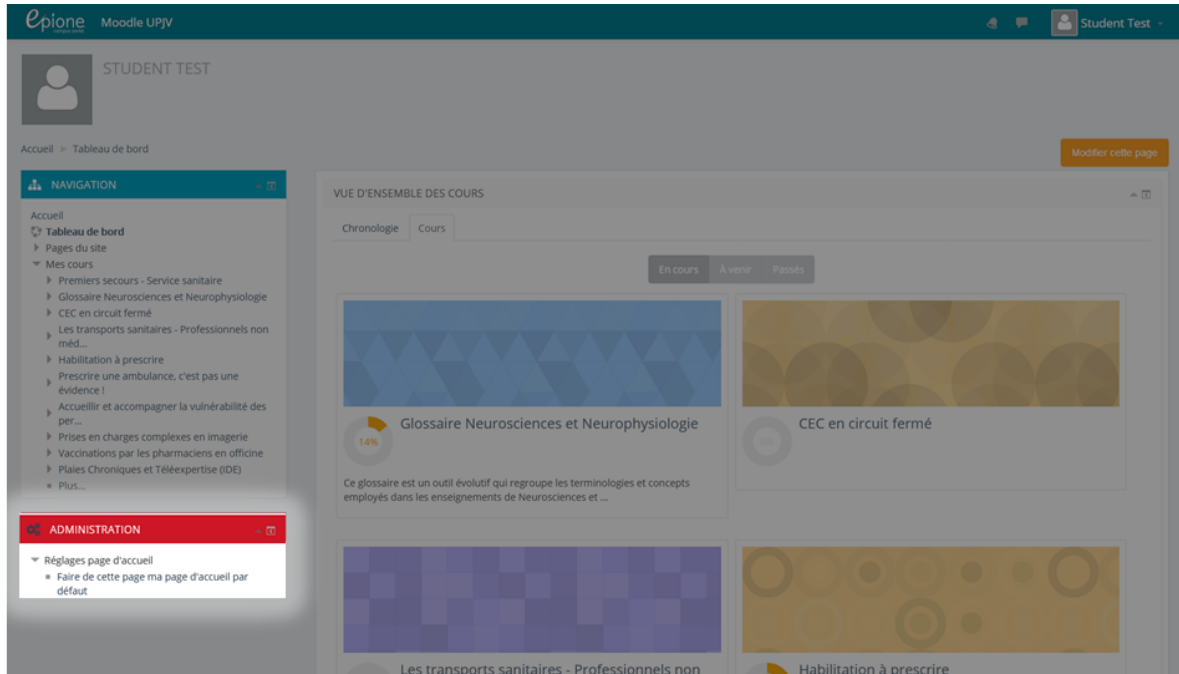 epione
campus santé
Moodle UPJV
Student Test
STUDENT TEST
Accueil
Tableau de bord
Modifier cette page
NAVIGATION
Accueil
Tableau de bord
Pages du site
Mes cours
Premiers secours - Service sanitaire
Glossaire Neurosciences et Neurophysiologie
CEC en circuit fermé
Les transports sanitaires - Professionnels non
méd...
Habilitation à prescrire
Prescrire une ambulance, c'est pas une
évidence !
Accueillir et accompagner la vulnérabilité des
per...
Prises en charges complexes en imagerie
Vaccinations par les pharmaciens en officine
Plaies Chroniques et Téléexpertise (IDE)
Plus...
ADMINISTRATION
Réglages page d'accueil
Faire de cette page ma page d'accueil par
défaut
VUE D'ENSEMBLE DES COURS
Chronologie
Cours
En cours
À venir
Passés
14%
Glossaire Neurosciences et Neurophysiologie
Ce glossaire est un outil évolutif qui regroupe les terminologies et concepts
employés dans les enseignements de Neurosciences et ...
CEC en circuit fermé
Les transports sanitaires - Professionnels non
Habilitation à prescrire